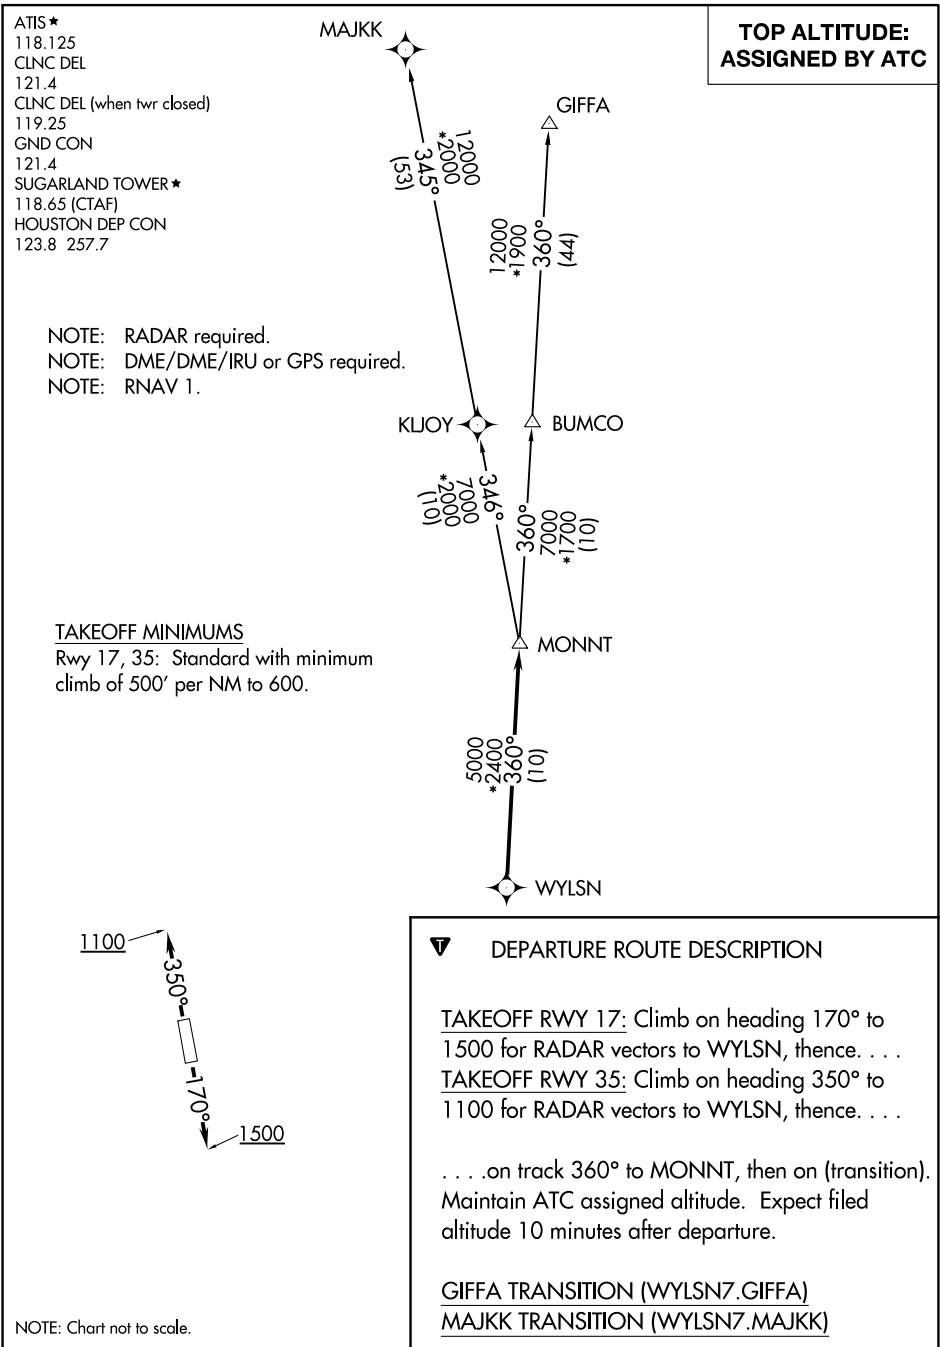 ATIS★
118.125
CLNC DEL
121.4
CLNC DEL (when twr closed)
119.25
GND CON
121.4
SUGARLAND TOWER★
118.65 (CTAF)
HOUSTON DEP CON
123.8 257.7
TOP ALTITUDE:
ASSIGNED BY ATC
MAJKK
GIFFA
12000
*2000
345°
(53)
12000
*1900
360°
(44)
NOTE: RADAR required.
NOTE: DME/DME/IRU or GPS required.
NOTE: RNAV 1.
KLJOY
BUMCO
346°
7000
*2000
(10)
360°
7000
*1700
(10)
TAKEOFF MINIMUMS
Rwy 17, 35: Standard with minimum
climb of 500' per NM to 600.
MONNT
5000
*2400
360°
(10)
WYLSN
1100
350°
170°
1500
T
DEPARTURE ROUTE DESCRIPTION
TAKEOFF RWY 17: Climb on heading 170° to
1500 for RADAR vectors to WYLSN, thence. . . .
TAKEOFF RWY 35: Climb on heading 350° to
1100 for RADAR vectors to WYLSN, thence. . . .
. . . .on track 360° to MONNT, then on (transition).
Maintain ATC assigned altitude. Expect filed
altitude 10 minutes after departure.
GIFFA TRANSITION (WYLSN7.GIFFA)
MAJKK TRANSITION (WYLSN7.MAJKK)
NOTE: Chart not to scale.